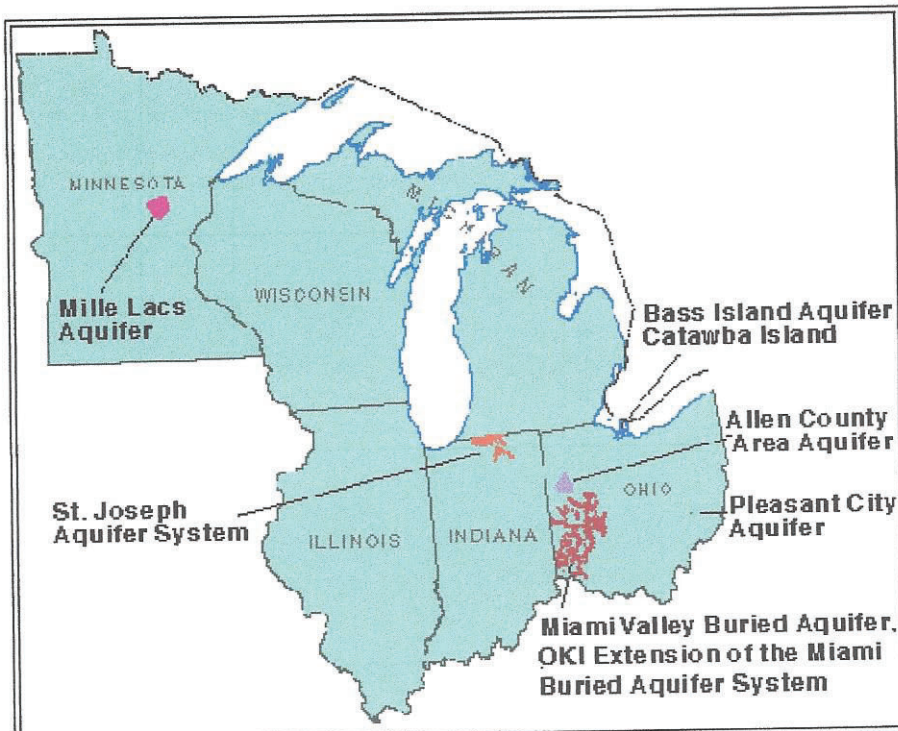 MINNESOTA
Mille Lacs
Aquifer
WISCONSIN
MICHIGAN
Bass Island Aquifer
Catawba Island
Allen County
Area Aquifer
St. Joseph
Aquifer System
ILLINOIS
INDIANA
OHIO
Pleasant City
Aquifer
Miami Valley Buried Aquifer.
OKI Extension of the Miami
Buried Aquifer System